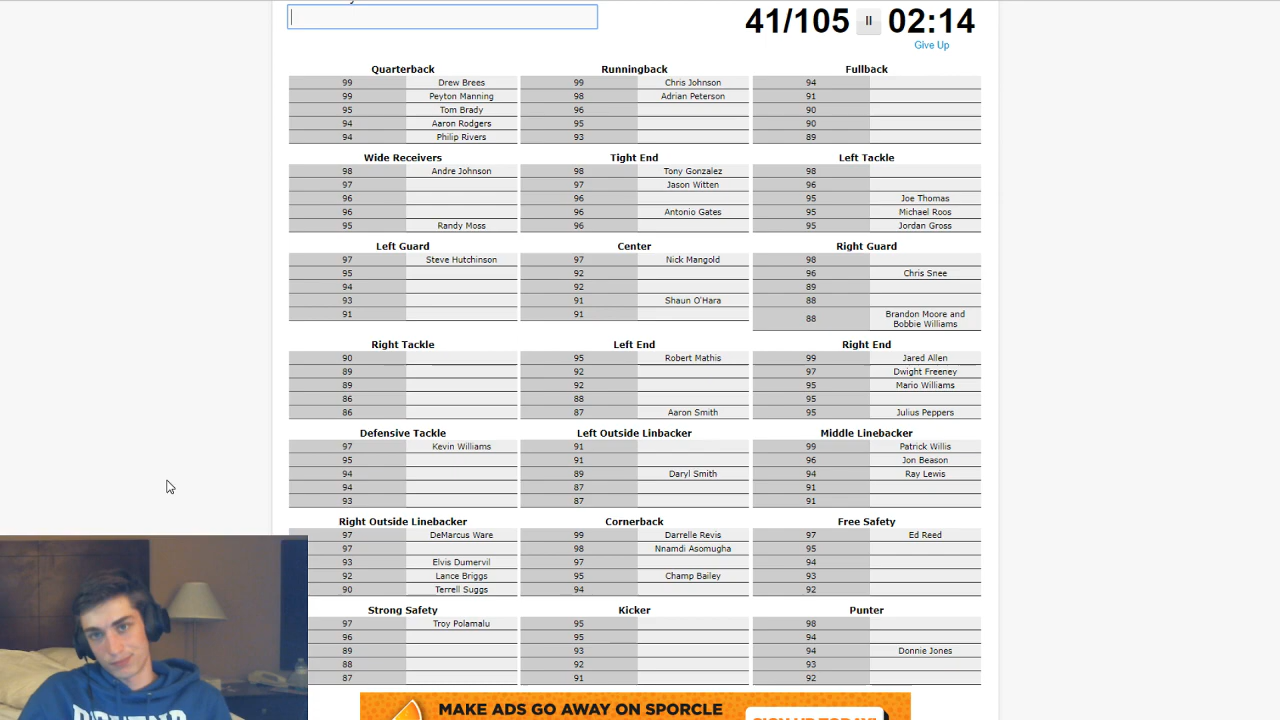 41/105 II 02:14
Give Up
Quarterback
99 Drew Brees
99 Peyton Manning
95 Tom Brady
94 Aaron Rodgers
94 Philip Rivers
Runningback
99 Chris Johnson
98 Adrian Peterson
96
95
93
Fullback
94
91
90
90
89
Wide Receivers
98 Andre Johnson
97
96
96
95 Randy Moss
Tight End
98 Tony Gonzalez
97 Jason Witten
96
96 Antonio Gates
96
Left Tackle
98
96
95 Joe Thomas
95 Michael Roos
95 Jordan Gross
Left Guard
97 Steve Hutchinson
95
94
93
91
Center
97 Nick Mangold
92
92
91 Shaun O'Hara
91
Right Guard
98
96 Chris Snee
89
88
88 Brandon Moore and
Bobbie Williams
Right Tackle
90
89
89
86
86
Left End
95 Robert Mathis
92
92
88
87 Aaron Smith
Right End
99 Jared Allen
97 Dwight Freeney
95 Mario Williams
95
95 Julius Peppers
Defensive Tackle
97 Kevin Williams
95
94
94
93
Left Outside Linbacker
91
91
89 Daryl Smith
87
87
Middle Linebacker
99 Patrick Willis
96 Jon Beason
94 Ray Lewis
91
91
Right Outside Linebacker
97 DeMarcus Ware
97
93 Elvis Dumervil
92 Lance Briggs
90 Terrell Suggs
Cornerback
99 Darrelle Revis
98 Nnamdi Asomugha
97
95 Champ Bailey
94
Free Safety
97 Ed Reed
95
94
93
92
Strong Safety
97 Troy Polamalu
96
89
88
87
Kicker
95
95
93
92
91
Punter
98
94
94 Donnie Jones
93
92
MAKE ADS GO AWAY ON SPORCLE